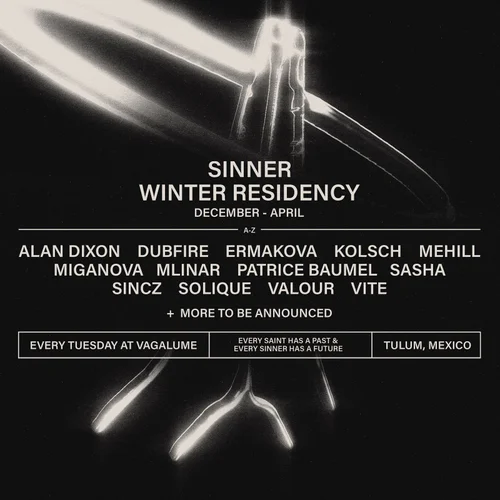 SINNER
WINTER RESIDENCY
DECEMBER - APRIL
A-Z
ALAN DIXON DUBFIRE ERMAKOVA KOLSCH MEHILL
MIGANOVA MLINAR PATRICE BAUMEL SASHA
SINCZ SOLIQUE VALOUR VITE
+ MORE TO BE ANNOUNCED
EVERY TUESDAY AT VAGALUME
EVERY SAINT HAS A PAST &
EVERY SINNER HAS A FUTURE
TULUM, MEXICO